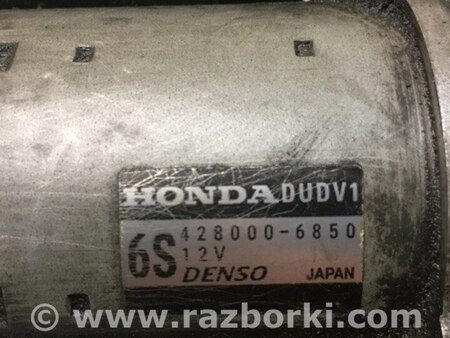 HONDA DUDV1
6S 428000-6850
12V
DENSO JAPAN
© www.razborki.com